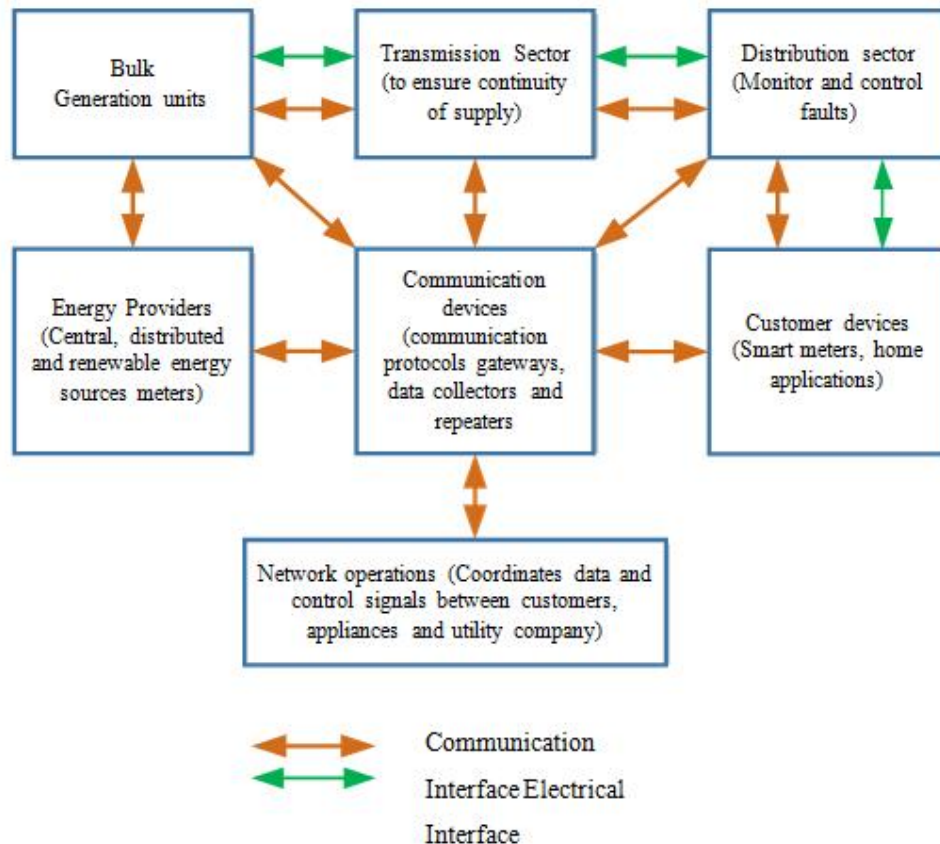 Bulk
Generation units
Transmission Sector
(to ensure continuity
of supply)
Distribution sector
(Monitor and control
faults)
Energy Providers
(Central, distributed
and renewable energy
sources meters)
Communication
devices
(communication
protocols gateways,
data collectors and
repeaters
Customer devices
(Smart meters, home
applications)
Network operations (Coordinates data and
control signals between customers,
appliances and utility company)
Communication
Interface Electrical
Interface